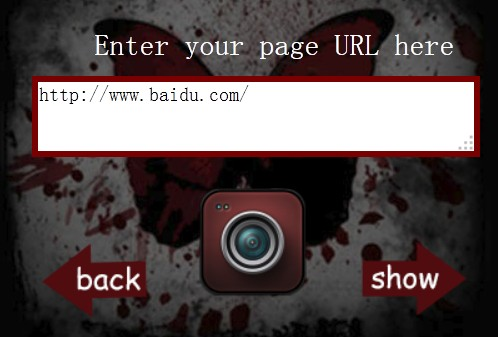 Enter your page URL here
http://www.baidu.com/
back
show